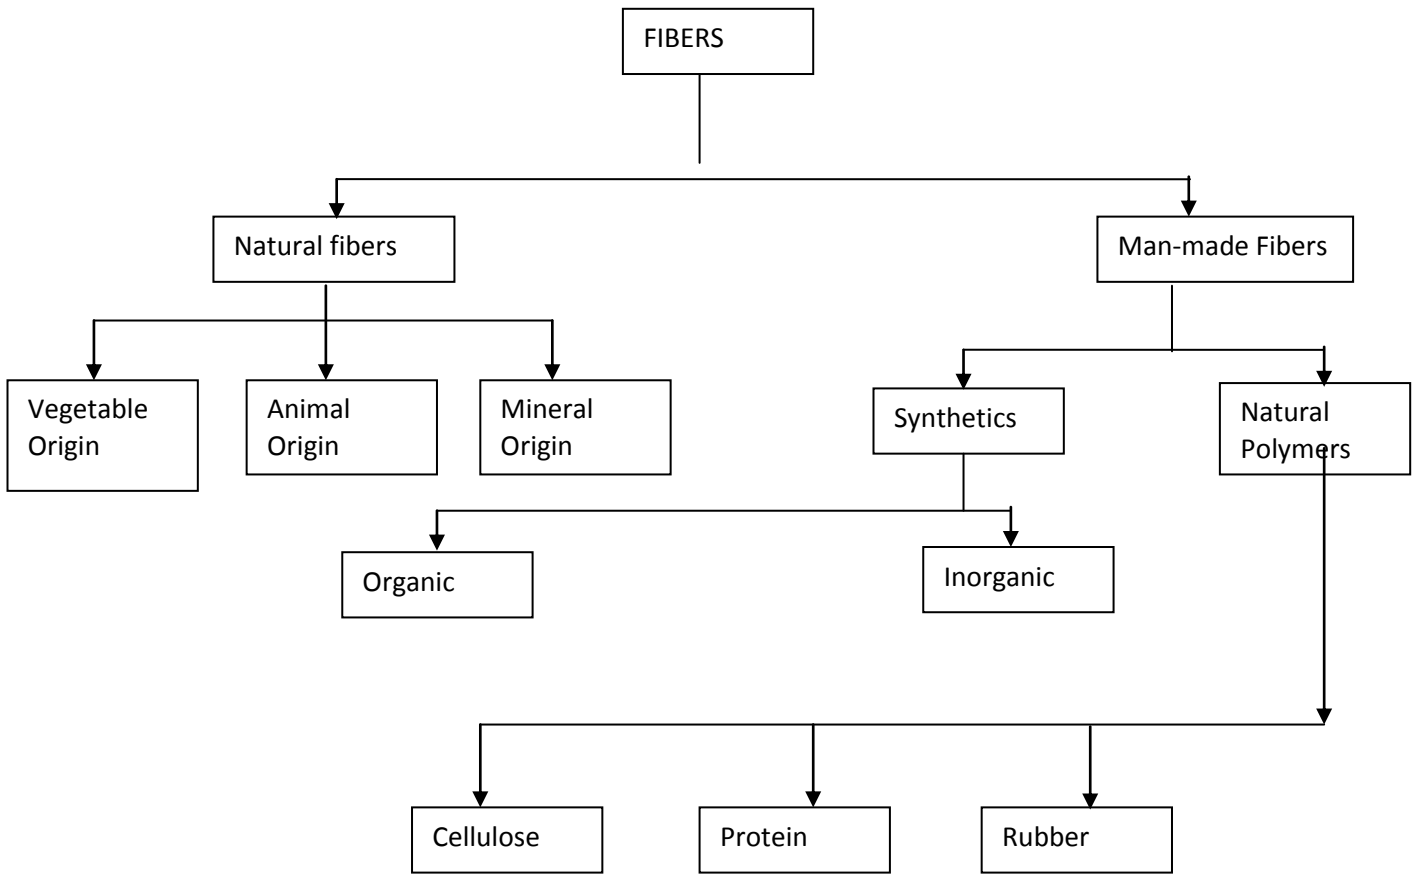 FIBERS
Natural fibers
Man-made Fibers
Vegetable
Origin
Animal
Origin
Mineral
Origin
Synthetics
Natural
Polymers
Organic
Inorganic
Cellulose
Protein
Rubber